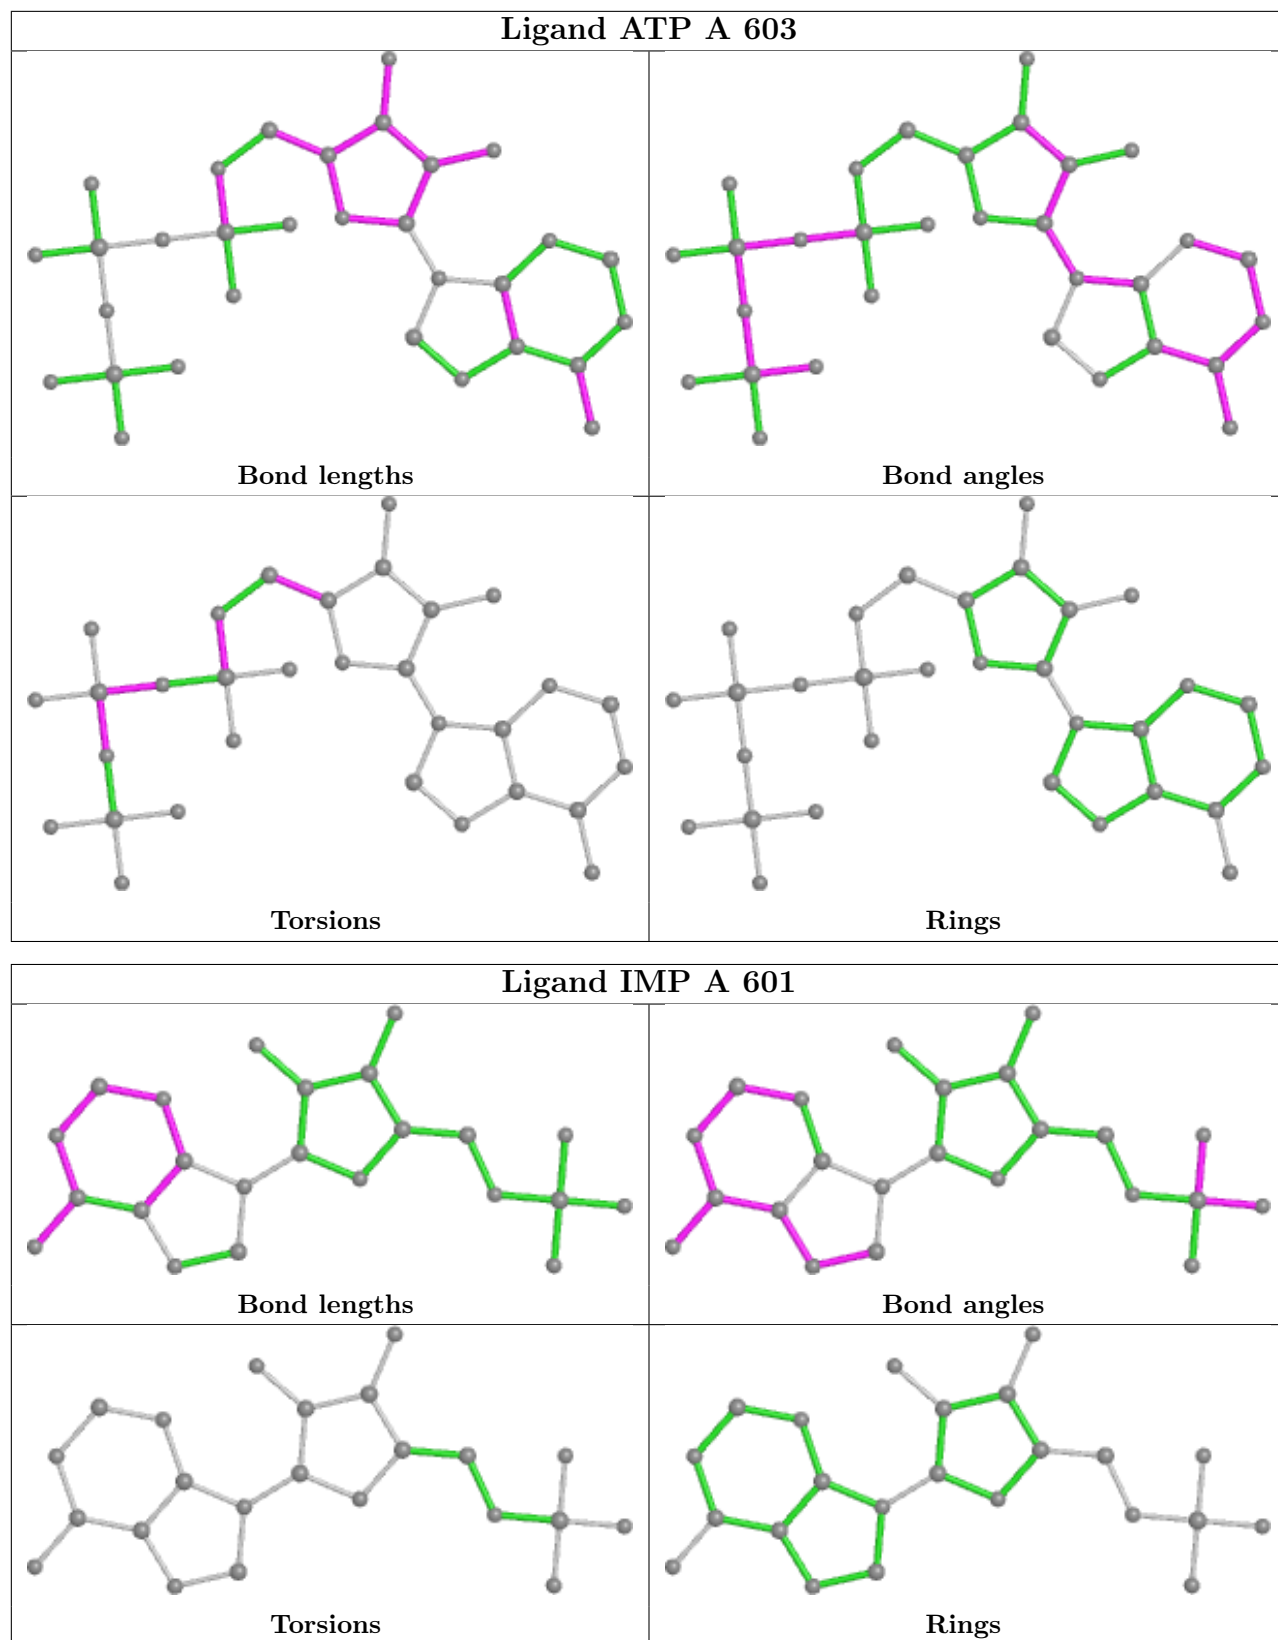 Ligand ATP A 603
Bond lengths
Bond angles
Torsions
Rings
Ligand IMP A 601
Bond lengths
Bond angles
Torsions
Rings